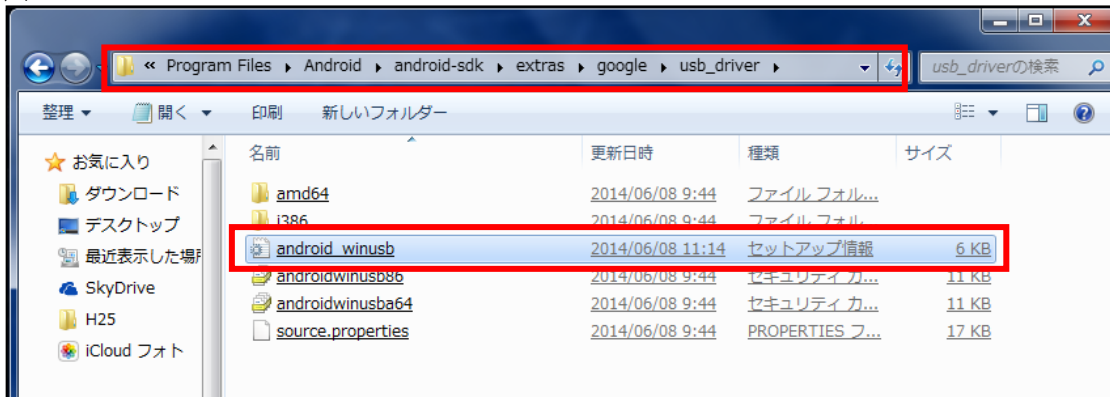 « Program Files ▸ Android ▸ android-sdk ▸ extras ▸ google ▸ usb_driver ▸
usb_driverの検索
整理 ▼ 開く ▼ 印刷 新しいフォルダー
名前 更新日時 種類 サイズ
お気に入り
ダウンロード
デスクトップ
最近表示した場所
SkyDrive
H25
iCloud フォト
amd64 2014/06/08 9:44 ファイル フォル...
i386 2014/06/08 9:44 ファイル フォル...
android_winusb 2014/06/08 11:14 セットアップ情報 6 KB
androidwinusb86 2014/06/08 9:44 セキュリティ カ... 11 KB
androidwinusba64 2014/06/08 9:44 セキュリティ カ... 11 KB
source.properties 2014/06/08 9:44 PROPERTIES フ... 17 KB